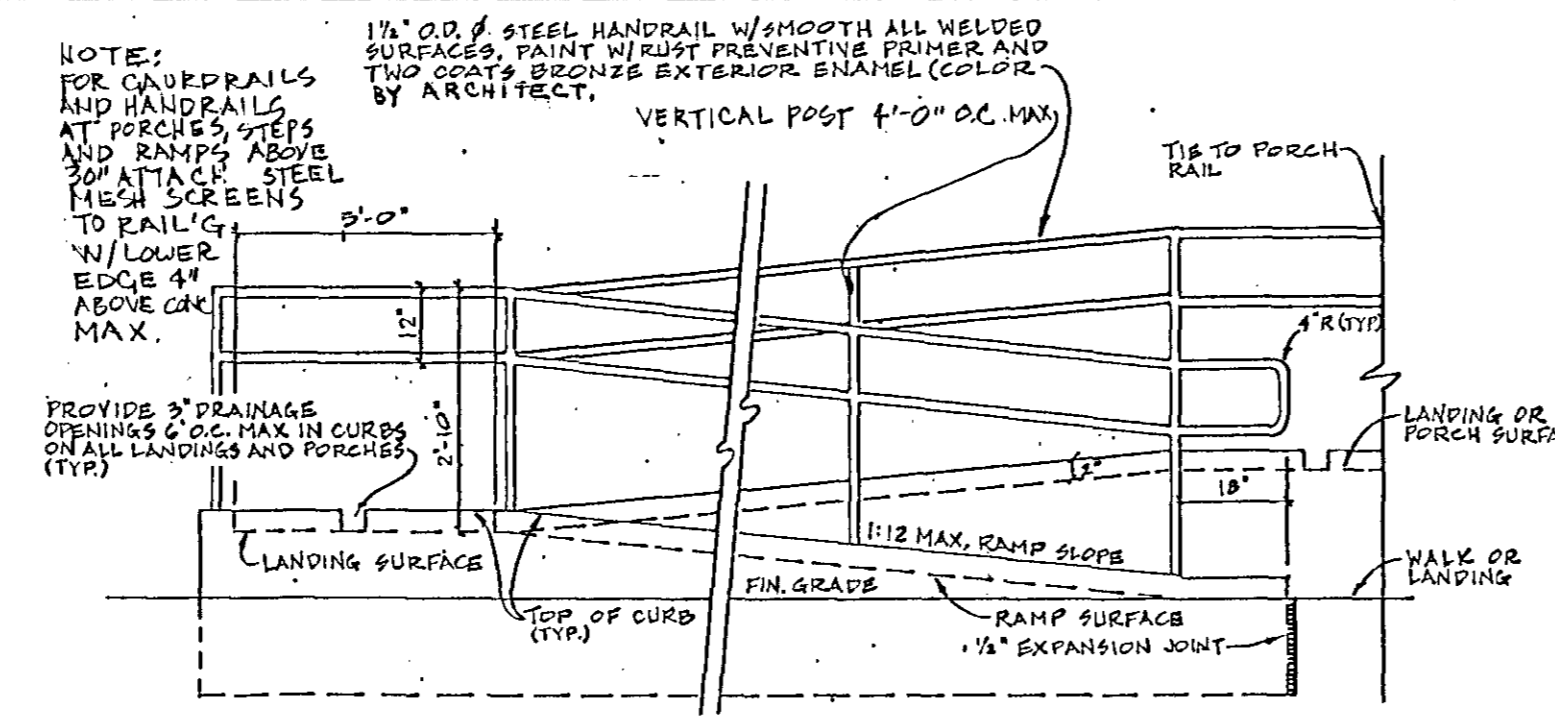 NOTE:
FOR GAURDRAILS
AND HANDRAILS
AT PORCHES, STEPS
AND RAMPS ABOVE
30" ATTACH STEEL
MESH SCREENS
TO RAIL'G
W/LOWER
EDGE 4"
ABOVE CONC
MAX.
1½" O.D. Ø. STEEL HANDRAIL W/SMOOTH ALL WELDED
SURFACES, PAINT W/RUST PREVENTIVE PRIMER AND
TWO COATS BRONZE EXTERIOR ENAMEL (COLOR
BY ARCHITECT.
VERTICAL POST 4'-0" O.C. MAX
TIE TO PORCH
RAIL
5'-0"
12"
2'-10"
4"R (TYP)
PROVIDE 3" DRAINAGE
OPENINGS 6' O.C. MAX IN CURBS
ON ALL LANDINGS AND PORCHES
(TYP.)
LANDING OR
PORCH SURFA
2"
18"
LANDING SURFACE
1:12 MAX. RAMP SLOPE
WALK OR
LANDING
FIN. GRADE
TOP OF CURB
(TYP.)
RAMP SURFACE
½" EXPANSION JOINT